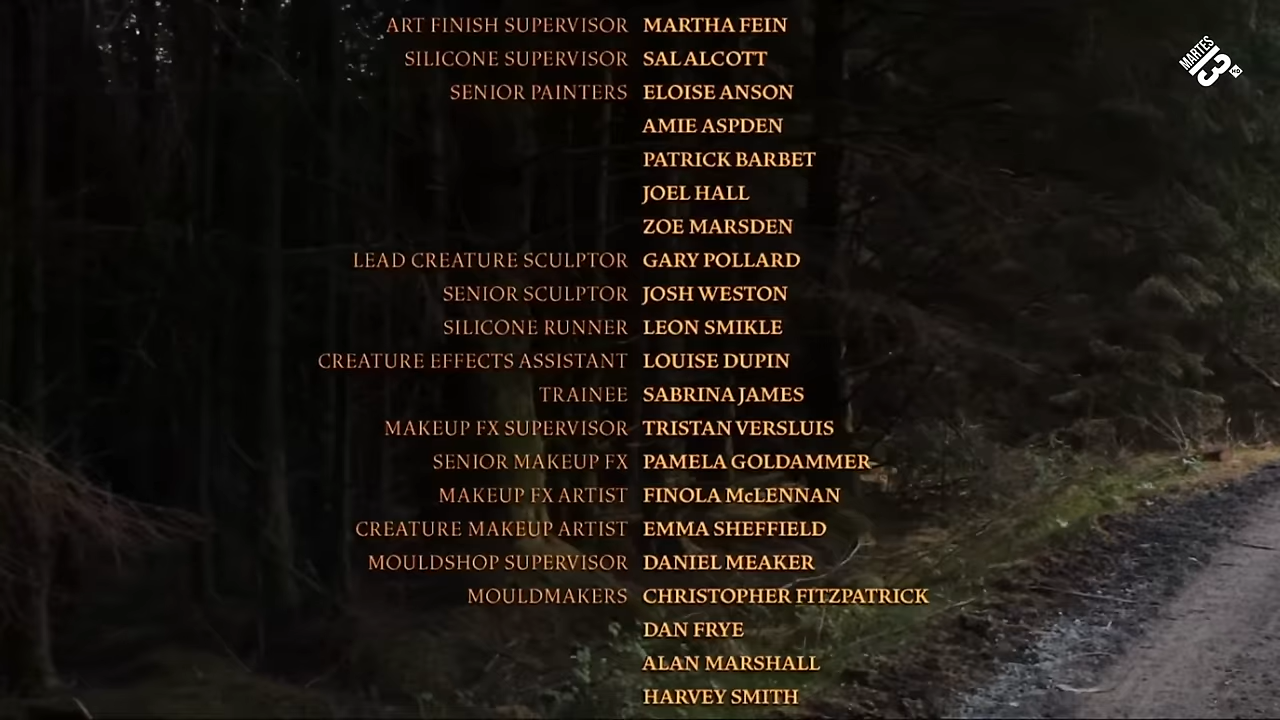 ART FINISH SUPERVISOR MARTHA FEIN
SILICONE SUPERVISOR SAL ALCOTT
SENIOR PAINTERS ELOISE ANSON
AMIE ASPDEN
PATRICK BARBET
JOEL HALL
ZOE MARSDEN
LEAD CREATURE SCULPTOR GARY POLLARD
SENIOR SCULPTOR JOSH WESTON
SILICONE RUNNER LEON SMIKLE
CREATURE EFFECTS ASSISTANT LOUISE DUPIN
TRAINEE SABRINA JAMES
MAKEUP FX SUPERVISOR TRISTAN VERSLUIS
SENIOR MAKEUP FX PAMELA GOLDAMMER
MAKEUP FX ARTIST FINOLA McLENNAN
CREATURE MAKEUP ARTIST EMMA SHEFFIELD
MOULDSHOP SUPERVISOR DANIEL MEAKER
MOULDMAKERS CHRISTOPHER FITZPATRICK
DAN FRYE
ALAN MARSHALL
HARVEY SMITH
MARTES
13
HD